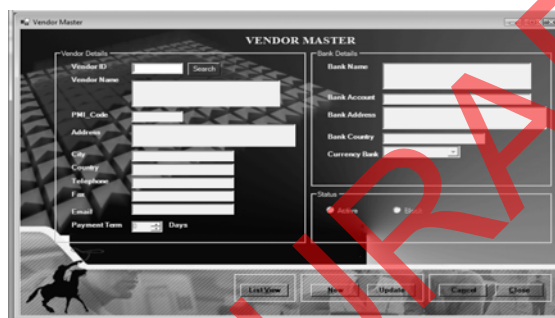 Vendor Master
VENDOR MASTER
Vendor Details
Vendor ID
Search
Vendor Name
PMI_Code
Address
City
Country
Telephone
Fax
Email
Payment Term
Days
Bank Details
Bank Name
Bank Account
Bank Address
Bank Country
Currency Bank
Status
Active
List View
New
Update
Cancel
Close